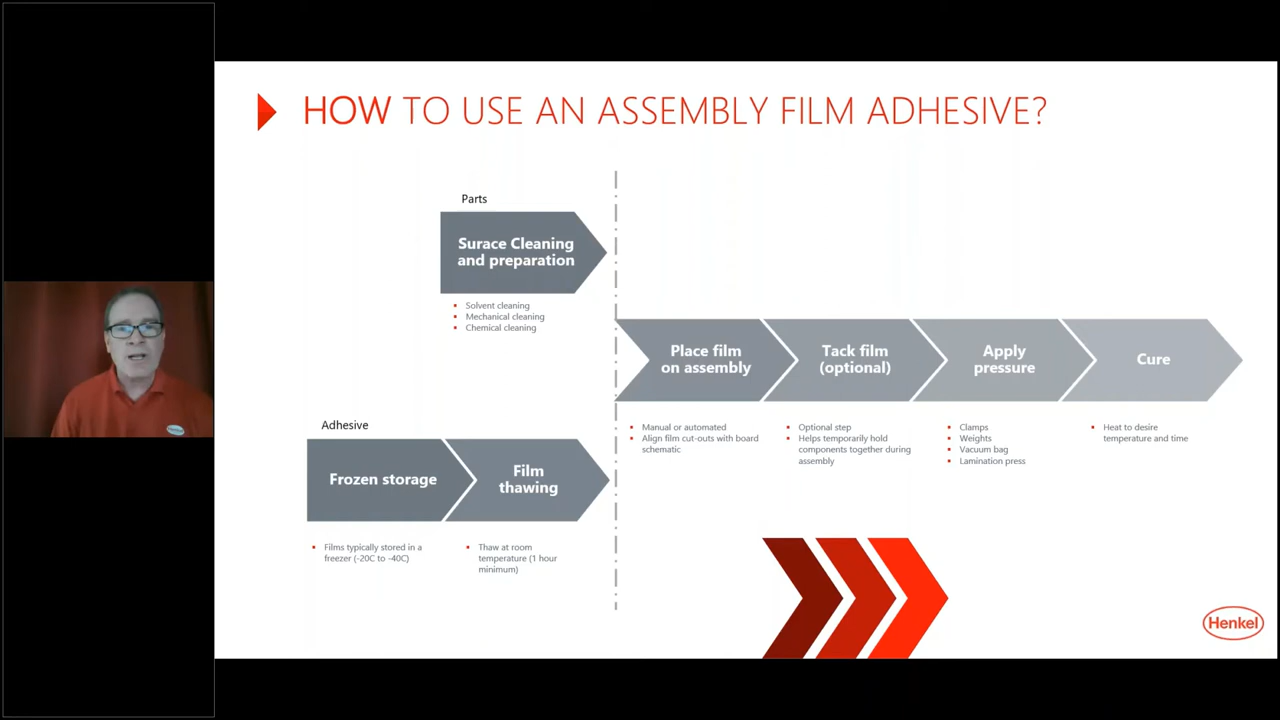 HOW TO USE AN ASSEMBLY FILM ADHESIVE?
Parts
Surace Cleaning
and preparation
Solvent cleaning
Mechanical cleaning
Chemical cleaning
Adhesive
Frozen storage
Films typically stored in a
freezer (-20C to -40C)
Film
thawing
Thaw at room
temperature (1 hour
minimum)
Place film
on assembly
Manual or automated
Align film cut-outs with board
schematic
Tack film
(optional)
Optional step
Helps temporarily hold
components together during
assembly
Apply
pressure
Clamps
Weights
Vacuum bag
Lamination press
Cure
Heat to desire
temperature and time
Henkel
Henkel